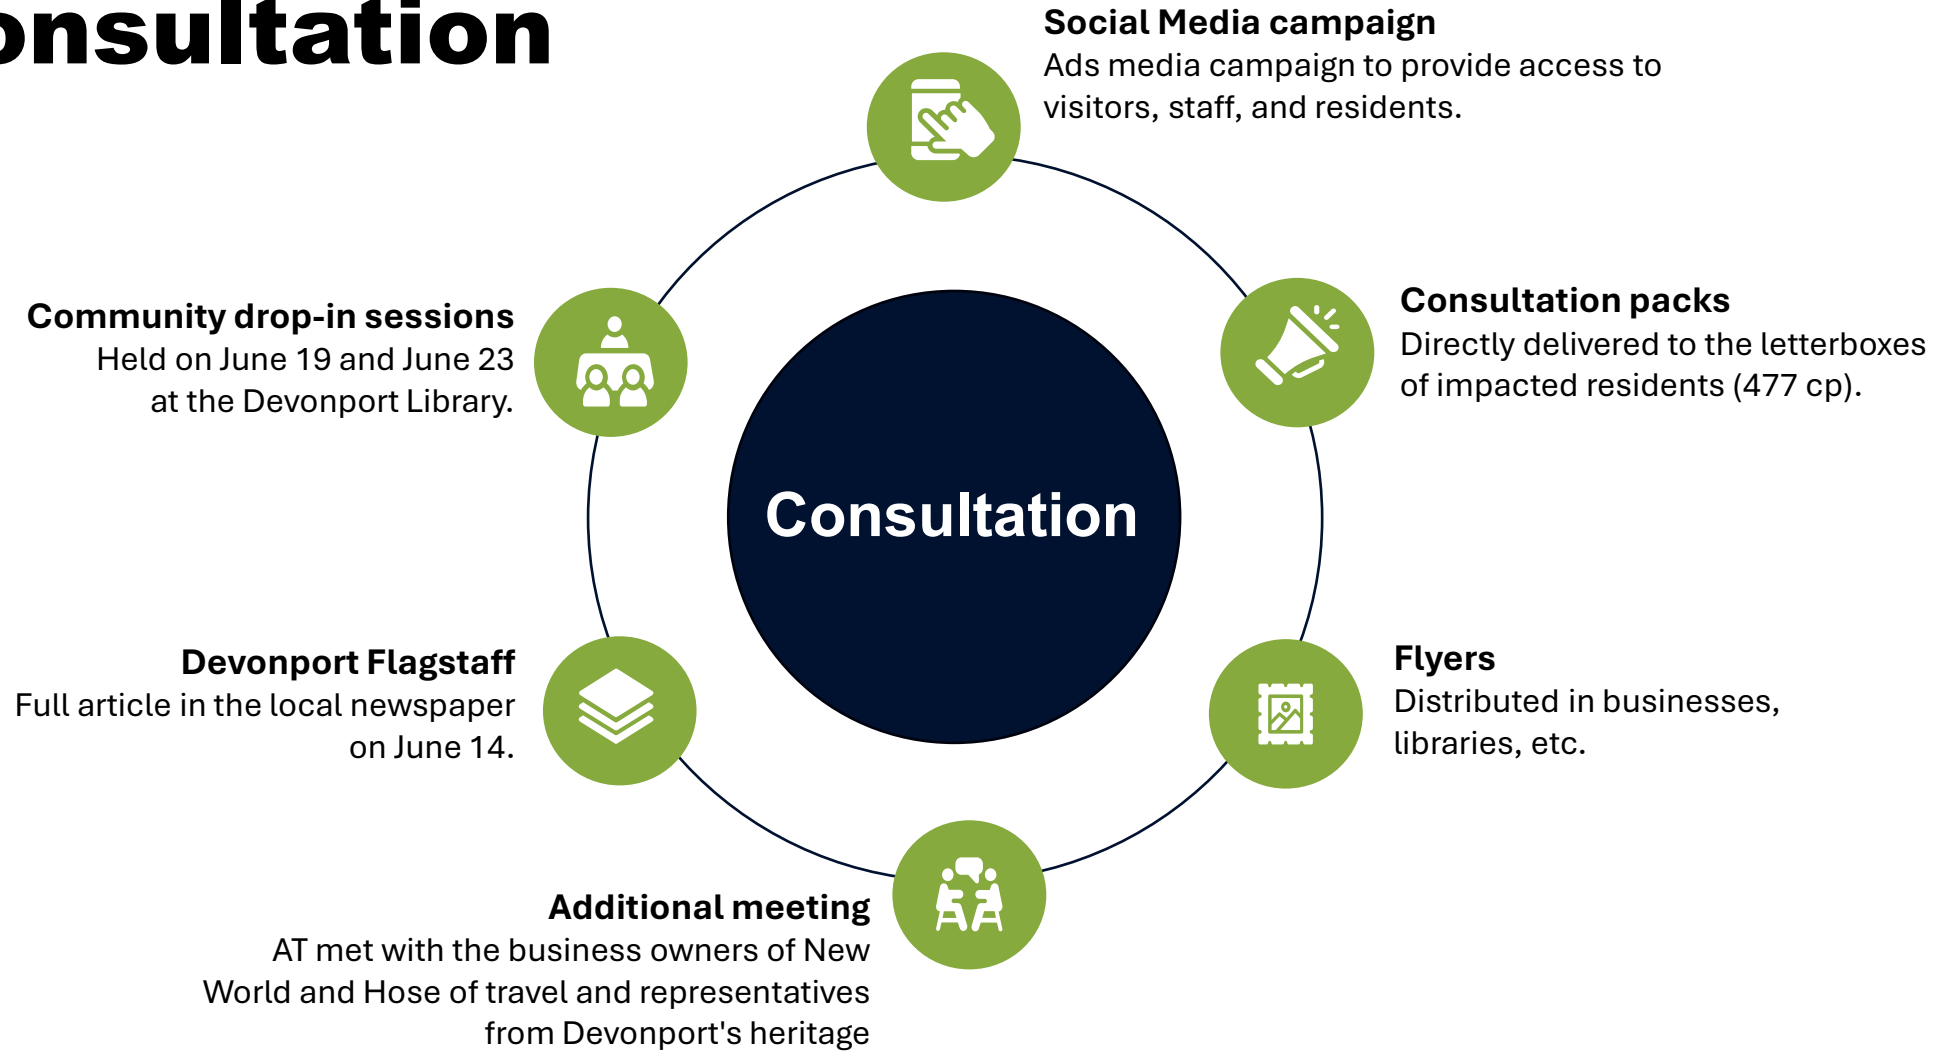 onsultation
Social Media campaign
Ads media campaign to provide access to
visitors, staff, and residents.
Consultation packs
Directly delivered to the letterboxes
of impacted residents (477 cp).
Flyers
Distributed in businesses,
libraries, etc.
Additional meeting
AT met with the business owners of New
World and Hose of travel and representatives
from Devonport's heritage
Devonport Flagstaff
Full article in the local newspaper
on June 14.
Community drop-in sessions
Held on June 19 and June 23
at the Devonport Library.
Consultation